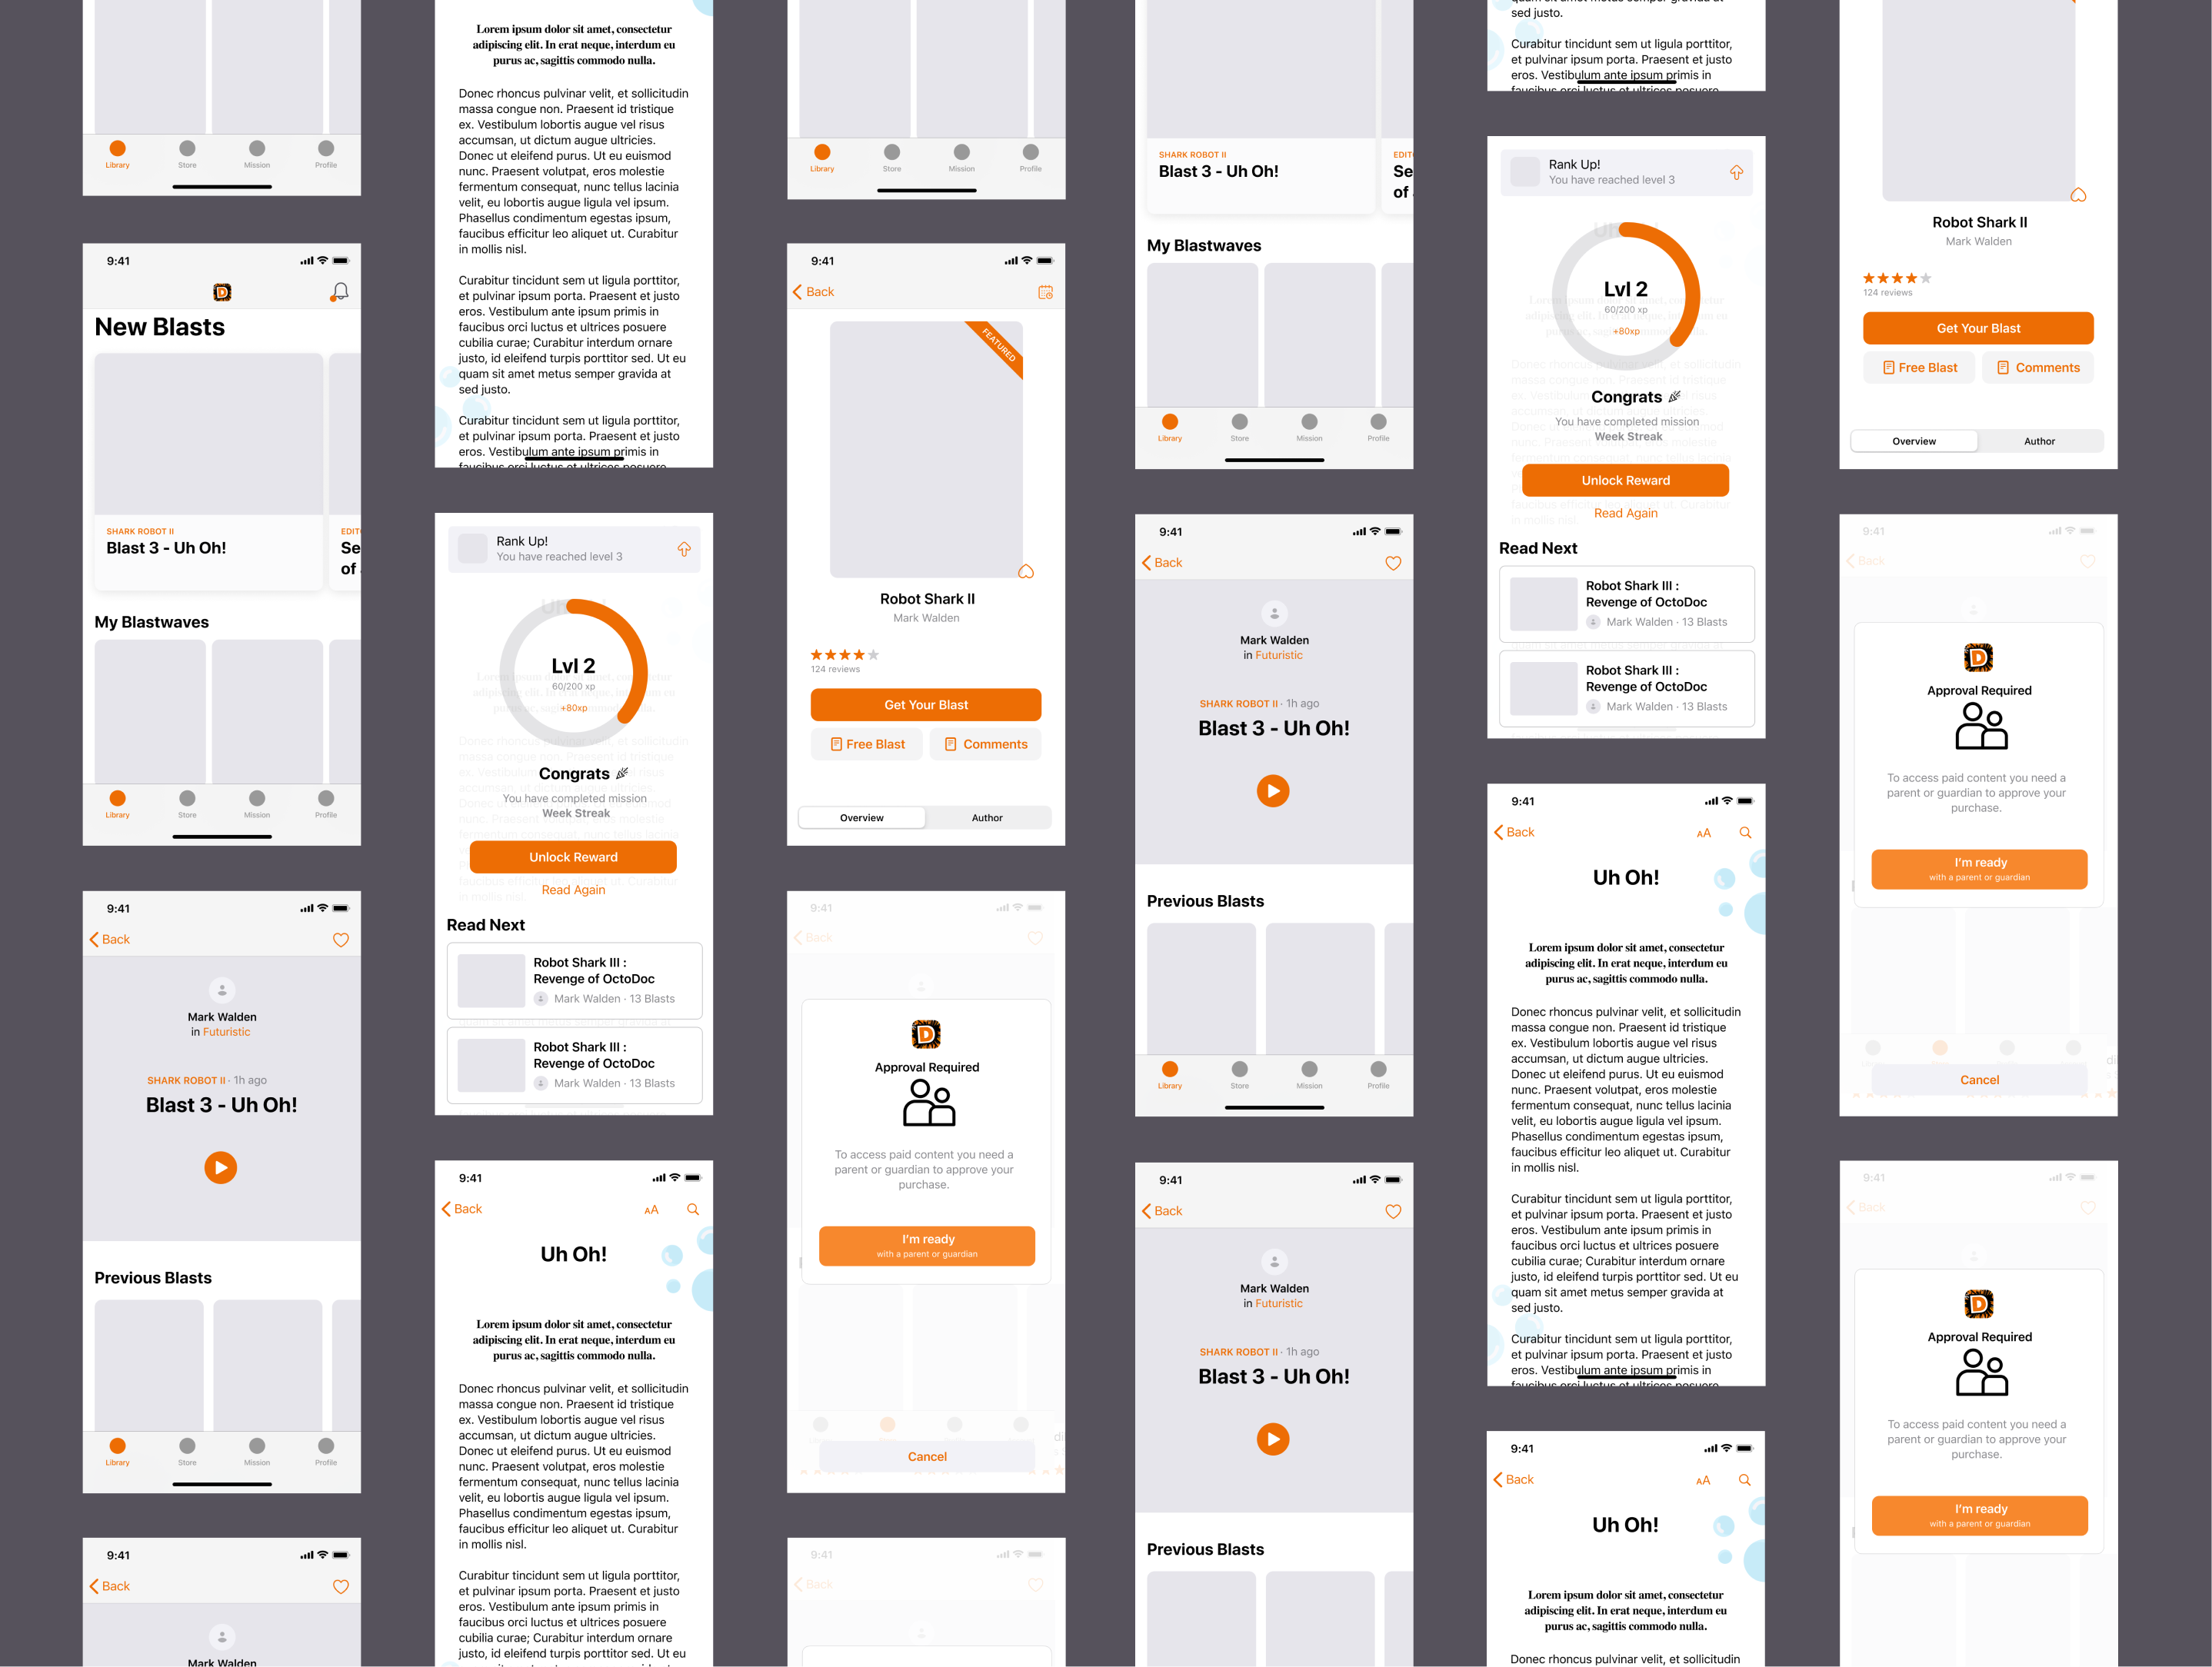 Library
Store
Mission
Profile
9:41
New Blasts
SHARK ROBOT II
Blast 3 - Uh Oh!
EDIT
Se
of
My Blastwaves
Library
Store
Mission
Profile
9:41
Back
Mark Walden
in Futuristic
SHARK ROBOT II · 1h ago
Blast 3 - Uh Oh!
Previous Blasts
Library
Store
Mission
Profile
9:41
Back
Mark Walden
Lorem ipsum dolor sit amet, consectetur
adipiscing elit. In erat neque, interdum eu
purus ac, sagittis commodo nulla.
Donec rhoncus pulvinar velit, et sollicitudin
massa congue non. Praesent id tristique
ex. Vestibulum lobortis augue vel risus
accumsan, ut dictum augue ultricies.
Donec ut eleifend purus. Ut eu euismod
nunc. Praesent volutpat, eros molestie
fermentum consequat, nunc tellus lacinia
velit, eu lobortis augue ligula vel ipsum.
Phasellus condimentum egestas ipsum,
faucibus efficitur leo aliquet ut. Curabitur
in mollis nisl.
Curabitur tincidunt sem ut ligula porttitor,
et pulvinar ipsum porta. Praesent et justo
eros. Vestibulum ante ipsum primis in
faucibus orci luctus et ultrices posuere
cubilia curae; Curabitur interdum ornare
justo, id eleifend turpis porttitor sed. Ut eu
quam sit amet metus semper gravida at
sed justo.
Curabitur tincidunt sem ut ligula porttitor,
et pulvinar ipsum porta. Praesent et justo
eros. Vestibulum ante ipsum primis in
faucibus orci luctus et ultrices posuere
Rank Up!
You have reached level 3
Lvl 2
60/200 xp
+80xp
Congrats
You have completed mission
Week Streak
Unlock Reward
Read Again
Read Next
Robot Shark III :
Revenge of OctoDoc
Mark Walden · 13 Blasts
Robot Shark III :
Revenge of OctoDoc
Mark Walden · 13 Blasts
9:41
Back
AA
Uh Oh!
Lorem ipsum dolor sit amet, consectetur
adipiscing elit. In erat neque, interdum eu
purus ac, sagittis commodo nulla.
Donec rhoncus pulvinar velit, et sollicitudin
massa congue non. Praesent id tristique
ex. Vestibulum lobortis augue vel risus
accumsan, ut dictum augue ultricies.
Donec ut eleifend purus. Ut eu euismod
nunc. Praesent volutpat, eros molestie
fermentum consequat, nunc tellus lacinia
velit, eu lobortis augue ligula vel ipsum.
Phasellus condimentum egestas ipsum,
faucibus efficitur leo aliquet ut. Curabitur
in mollis nisl.
Curabitur tincidunt sem ut ligula porttitor,
et pulvinar ipsum porta. Praesent et justo
eros. Vestibulum ante ipsum primis in
faucibus orci luctus et ultrices posuere
cubilia curae; Curabitur interdum ornare
justo, id eleifend turpis porttitor sed. Ut eu
Library
Store
Mission
Profile
9:41
Back
FEATURED
Robot Shark II
Mark Walden
124 reviews
Get Your Blast
Free Blast
Comments
Overview
Author
9:41
Back
D
Approval Required
To access paid content you need a
parent or guardian to approve your
purchase.
I'm ready
with a parent or guardian
Cancel
9:41
Back
SHARK ROBOT II
Blast 3 - Uh Oh!
EDIT
Se
of
My Blastwaves
Library
Store
Mission
Profile
9:41
Back
Mark Walden
in Futuristic
SHARK ROBOT II · 1h ago
Blast 3 - Uh Oh!
Previous Blasts
Library
Store
Mission
Profile
9:41
Back
Mark Walden
in Futuristic
SHARK ROBOT II · 1h ago
Blast 3 - Uh Oh!
Previous Blasts
sed justo.
Curabitur tincidunt sem ut ligula porttitor,
et pulvinar ipsum porta. Praesent et justo
eros. Vestibulum ante ipsum primis in
faucibus orci luctus et ultrices posuere
Rank Up!
You have reached level 3
Lvl 2
60/200 xp
+80xp
Congrats
You have completed mission
Week Streak
Unlock Reward
Read Again
Read Next
Robot Shark III :
Revenge of OctoDoc
Mark Walden · 13 Blasts
Robot Shark III :
Revenge of OctoDoc
Mark Walden · 13 Blasts
9:41
Back
AA
Uh Oh!
Lorem ipsum dolor sit amet, consectetur
adipiscing elit. In erat neque, interdum eu
purus ac, sagittis commodo nulla.
Donec rhoncus pulvinar velit, et sollicitudin
massa congue non. Praesent id tristique
ex. Vestibulum lobortis augue vel risus
accumsan, ut dictum augue ultricies.
Donec ut eleifend purus. Ut eu euismod
nunc. Praesent volutpat, eros molestie
fermentum consequat, nunc tellus lacinia
velit, eu lobortis augue ligula vel ipsum.
Phasellus condimentum egestas ipsum,
faucibus efficitur leo aliquet ut. Curabitur
in mollis nisl.
Curabitur tincidunt sem ut ligula porttitor,
et pulvinar ipsum porta. Praesent et justo
eros. Vestibulum ante ipsum primis in
faucibus orci luctus et ultrices posuere
cubilia curae; Curabitur interdum ornare
justo, id eleifend turpis porttitor sed. Ut eu
quam sit amet metus semper gravida at
sed justo.
Curabitur tincidunt sem ut ligula porttitor,
et pulvinar ipsum porta. Praesent et justo
eros. Vestibulum ante ipsum primis in
faucibus orci luctus et ultrices posuere
9:41
Back
AA
Uh Oh!
Lorem ipsum dolor sit amet, consectetur
adipiscing elit. In erat neque, interdum eu
purus ac, sagittis commodo nulla.
Donec rhoncus pulvinar velit, et sollicitudin
Robot Shark II
Mark Walden
124 reviews
Get Your Blast
Free Blast
Comments
Overview
Author
9:41
Back
D
Approval Required
To access paid content you need a
parent or guardian to approve your
purchase.
I'm ready
with a parent or guardian
Cancel
9:41
Back
D
Approval Required
To access paid content you need a
parent or guardian to approve your
purchase.
I'm ready
with a parent or guardian